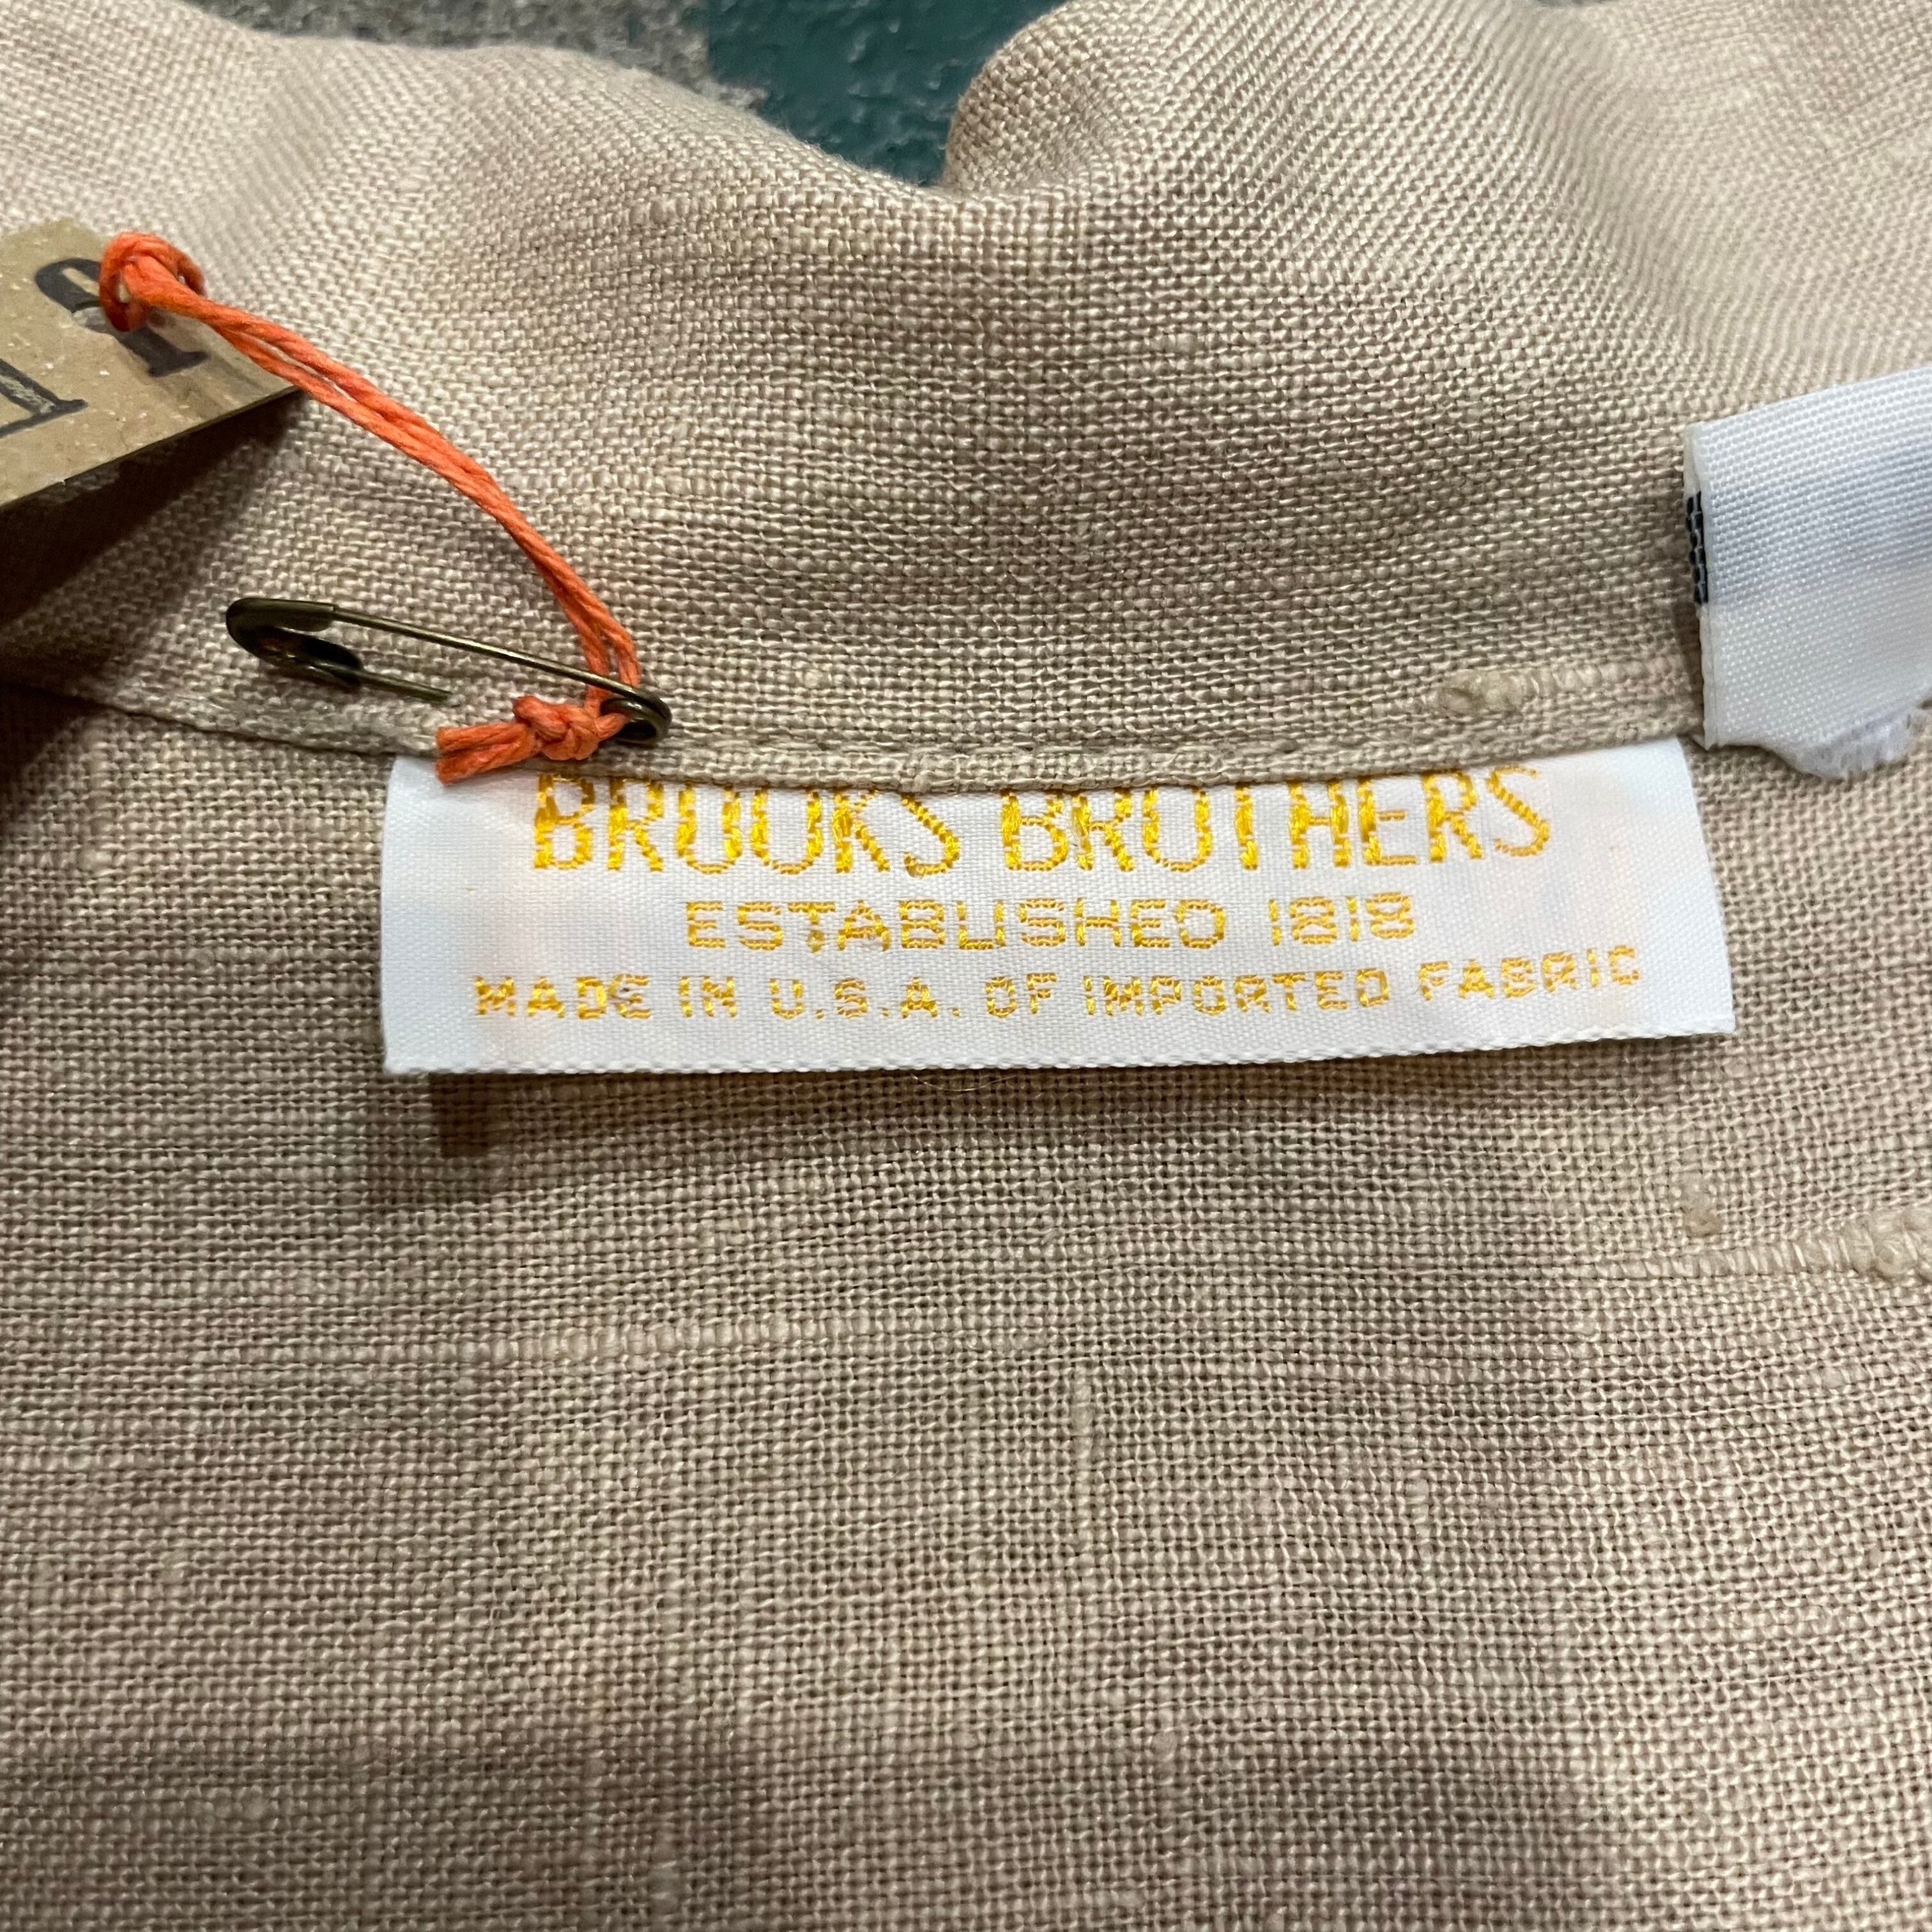 BROOKS BROTHERS
ESTABLISHED 1818
MADE IN U.S.A. OF IMPORTED FABRIC